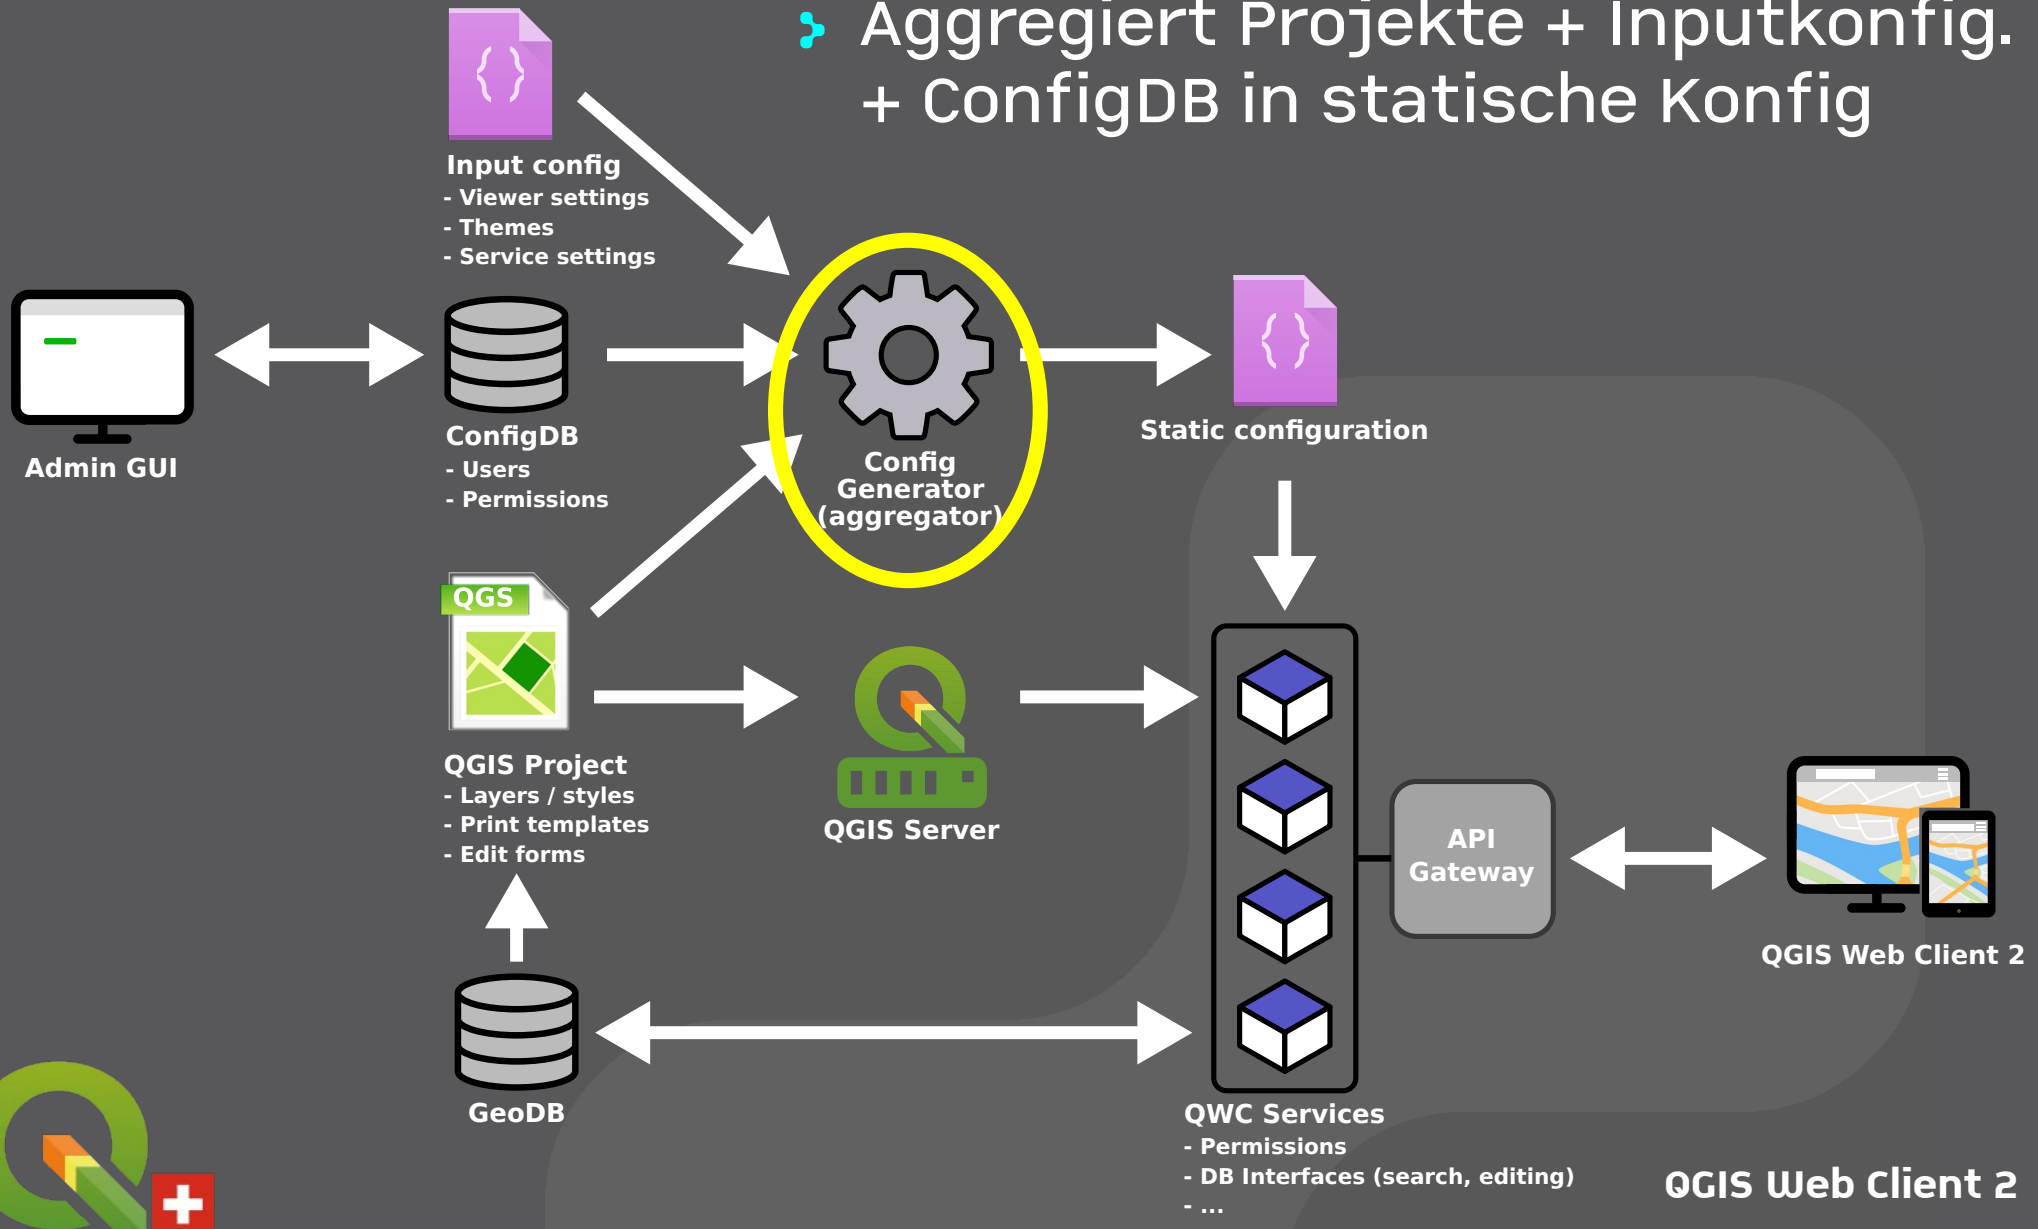 Aggregiert Projekte + Inputkonfig.
+ ConfigDB in statische Konfig
Input config
- Viewer settings
- Themes
- Service settings
Admin GUI
ConfigDB
- Users
- Permissions
Config
Generator
(aggregator)
Static configuration
QGS
QGIS Project
- Layers / styles
- Print templates
- Edit forms
QGIS Server
API
Gateway
QGIS Web Client 2
GeoDB
QWC Services
- Permissions
- DB Interfaces (search, editing)
- ...
QGIS Web Client 2